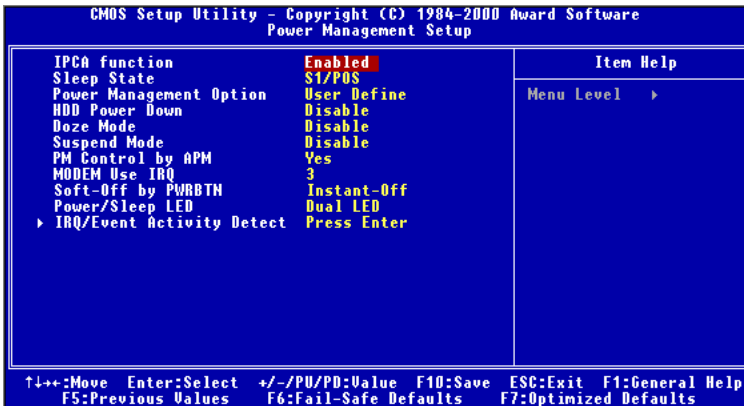 CMOS Setup Utility - Copyright (C) 1984-2000 Award Software
Power Management Setup
IPCA function Enabled
Sleep State S1/POS
Power Management Option User Define
HDD Power Down Disable
Doze Mode Disable
Suspend Mode Disable
PM Control by APM Yes
MODEM Use IRQ 3
Soft-Off by PWRBTN Instant-Off
Power/Sleep LED Dual LED
▸ IRQ/Event Activity Detect Press Enter
Item Help
Menu Level ▸
↑↓→←:Move Enter:Select +/-/PU/PD:Value F10:Save ESC:Exit F1:General Help
F5:Previous Values F6:Fail-Safe Defaults F7:Optimized Defaults